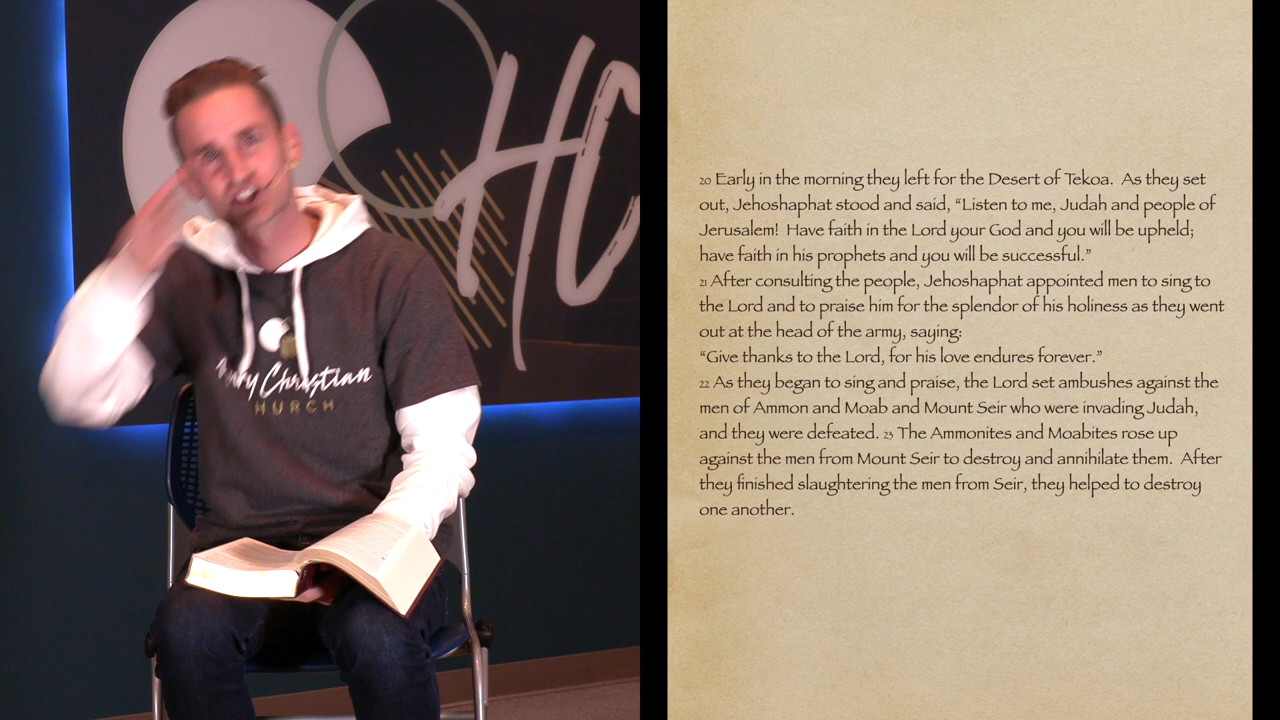 HO
Christian
HURCH
20 Early in the morning they left for the Desert of Tekoa. As they set
out, Jehoshaphat stood and said, “Listen to me, Judah and people of
Jerusalem! Have faith in the Lord your God and you will be upheld;
have faith in his prophets and you will be successful.”
21 After consulting the people, Jehoshaphat appointed men to sing to
the Lord and to praise him for the splendor of his holiness as they went
out at the head of the army, saying:
“Give thanks to the Lord, for his love endures forever.”
22 As they began to sing and praise, the Lord set ambushes against the
men of Ammon and Moab and Mount Seir who were invading Judah,
and they were defeated. 23 The Ammonites and Moabites rose up
against the men from Mount Seir to destroy and annihilate them. After
they finished slaughtering the men from Seir, they helped to destroy
one another.